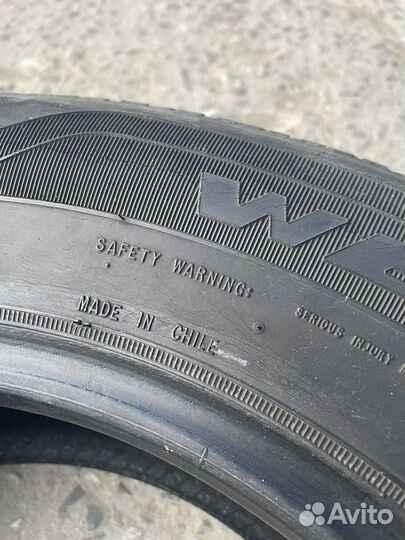 SAFETY WARNING:
SERIOUS INJURY
MADE IN CHILE
Avito